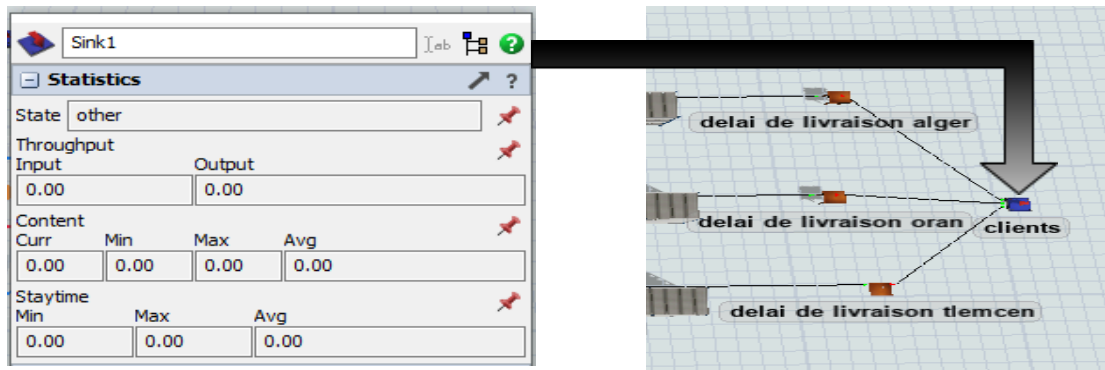 Sink1
Statistics
?
State other
Throughput
Input Output
0.00 0.00
Content
Curr Min Max Avg
0.00 0.00 0.00 0.00
Staytime
Min Max Avg
0.00 0.00 0.00
delai de livraison alger
delai de livraison oran
clients
delai de livraison tlemcen